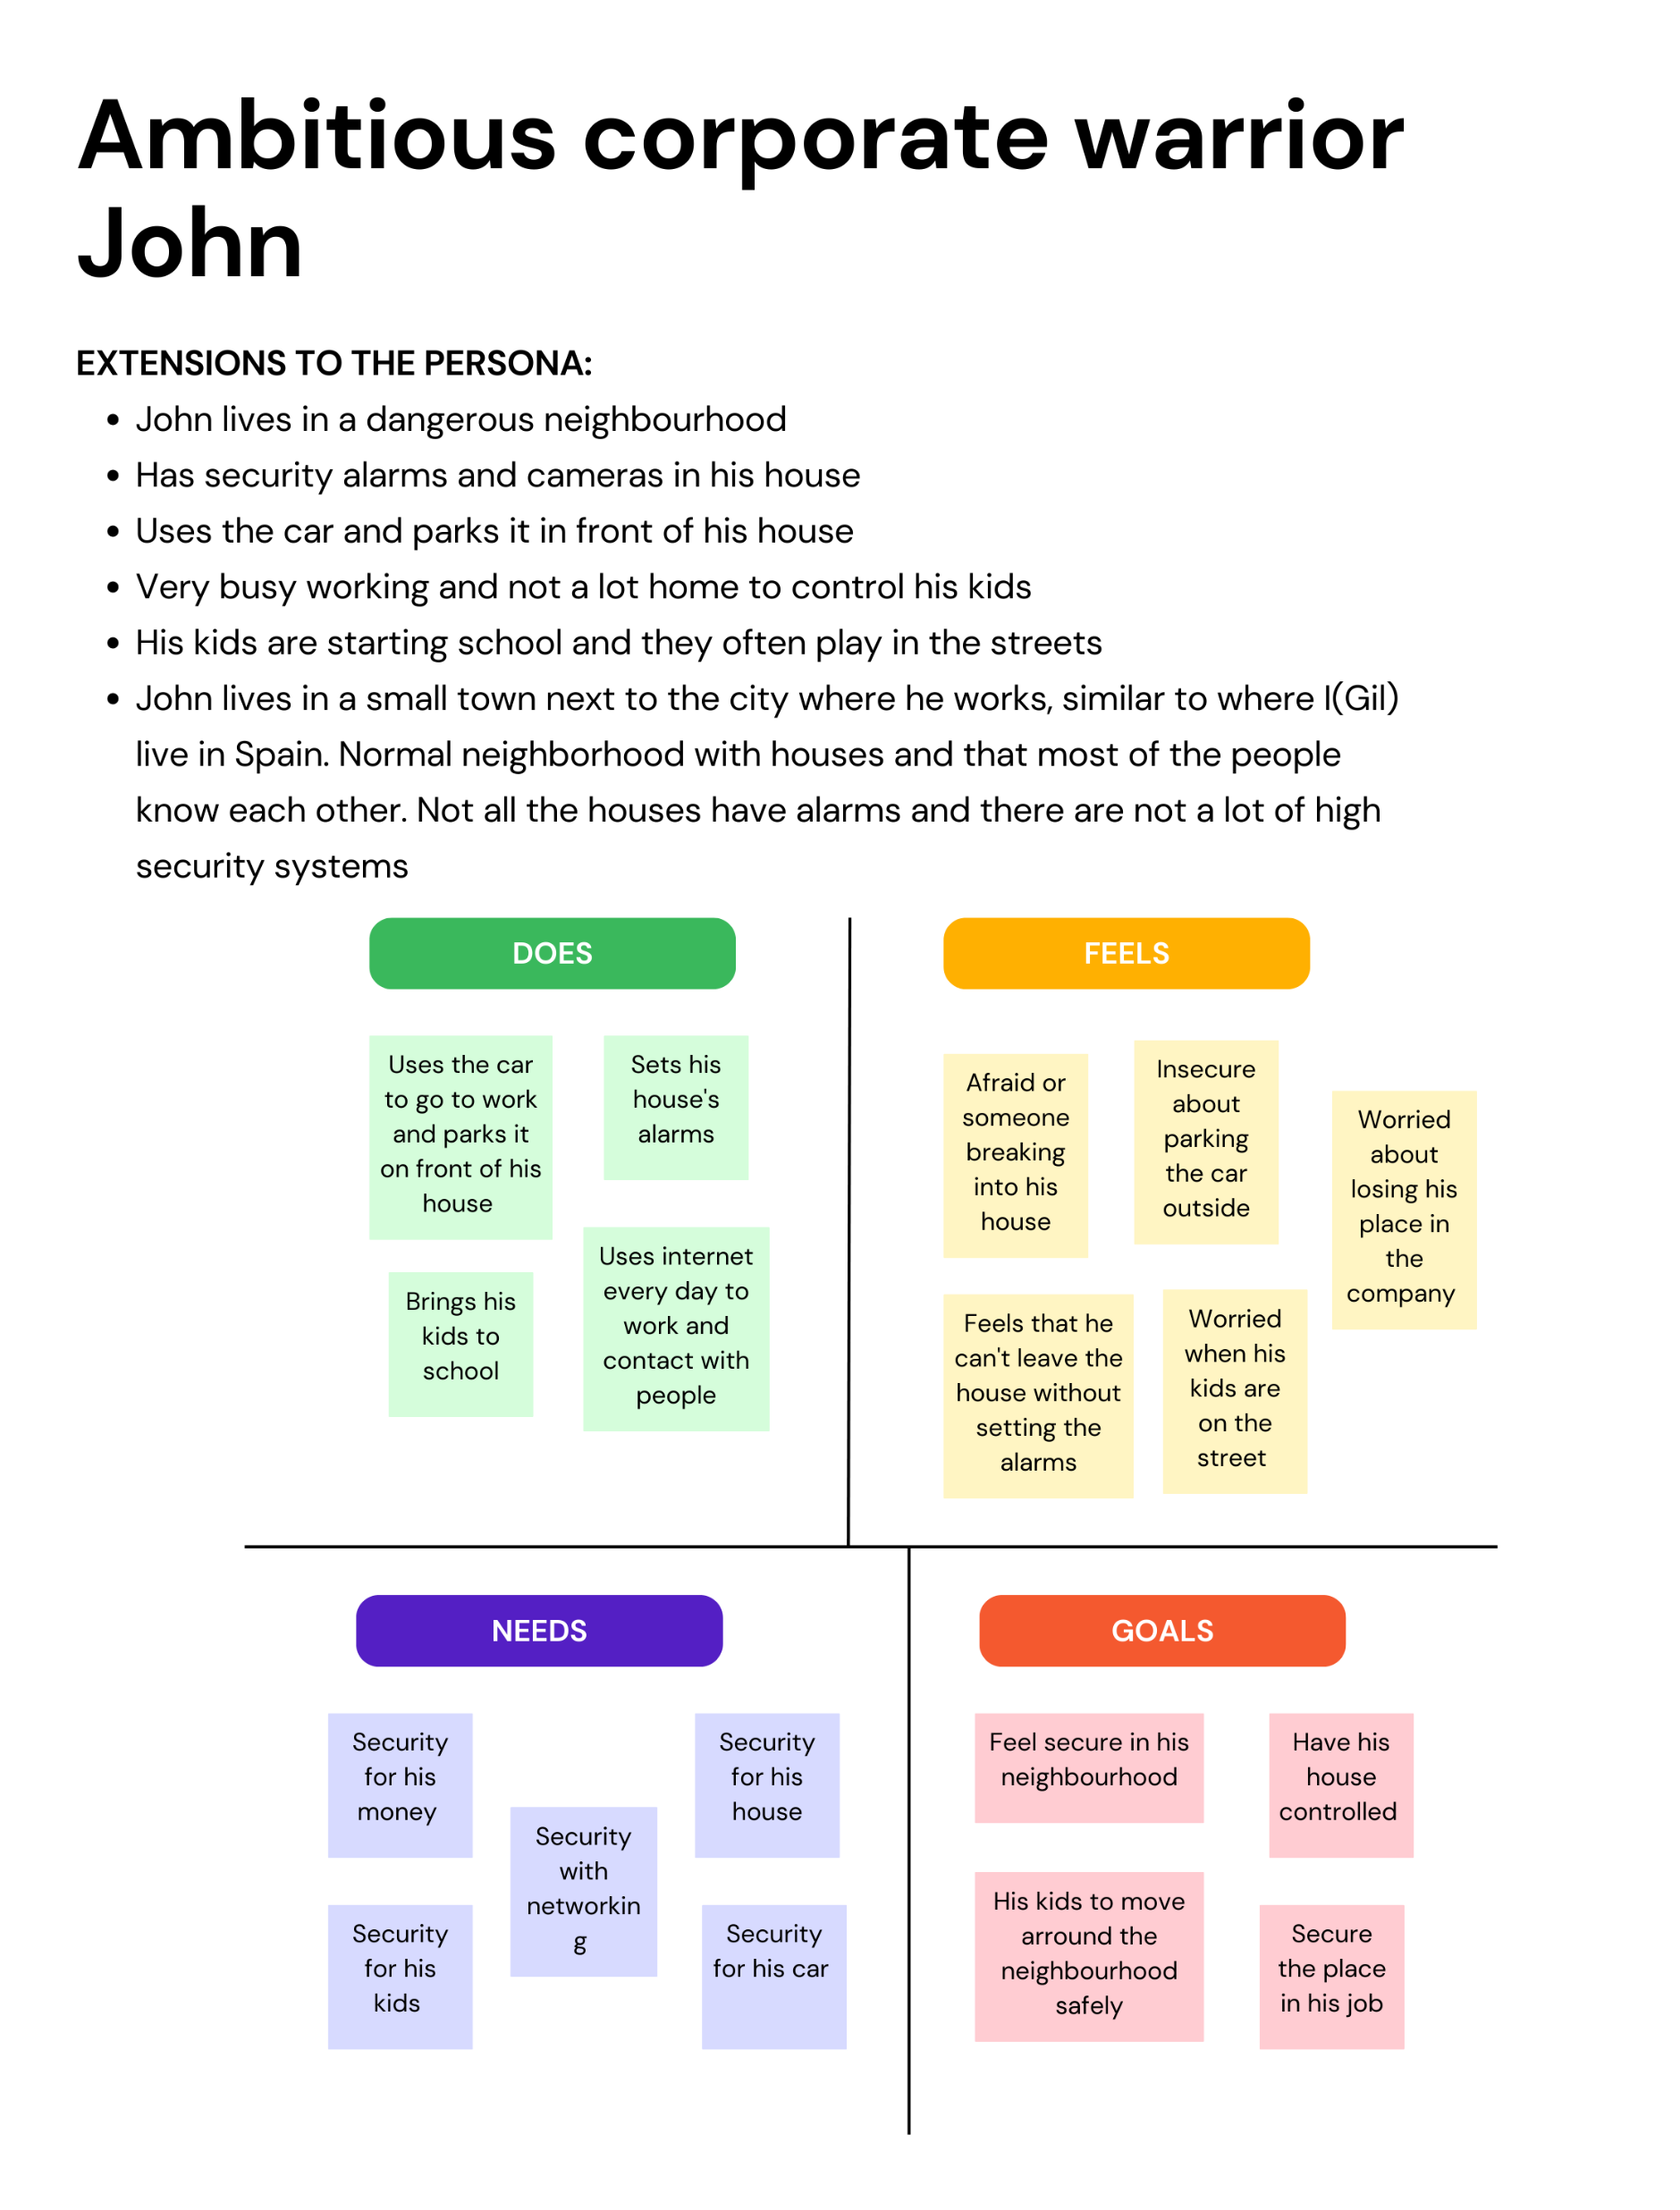 Ambitious corporate warrior
John
EXTENSIONS TO THE PERSONA:
• John lives in a dangerous neighbourhood
• Has security alarms and cameras in his house
• Uses the car and parks it in front of his house
• Very busy working and not a lot home to control his kids
• His kids are starting school and they often play in the streets
• John lives in a small town next to the city where he works, similar to where I(Gil)
live in Spain. Normal neighborhood with houses and that most of the people
know each other. Not all the houses have alarms and there are not a lot of high
security systems
DOES
Uses the car
to go to work
and parks it
on front of his
house
Sets his
house's
alarms
Brings his
kids to
school
Uses internet
every day to
work and
contact with
people
FEELS
Afraid or
someone
breaking
into his
house
Insecure
about
parking
the car
outside
Worried
about
losing his
place in
the
company
Feels that he
can't leave the
house without
setting the
alarms
Worried
when his
kids are
on the
street
NEEDS
Security
for his
money
Security
for his
house
Security
with
networkin
g
Security
for his
kids
Security
for his car
GOALS
Feel secure in his
neighbourhood
Have his
house
controlled
His kids to move
arround the
neighbourhood
safely
Secure
the place
in his job